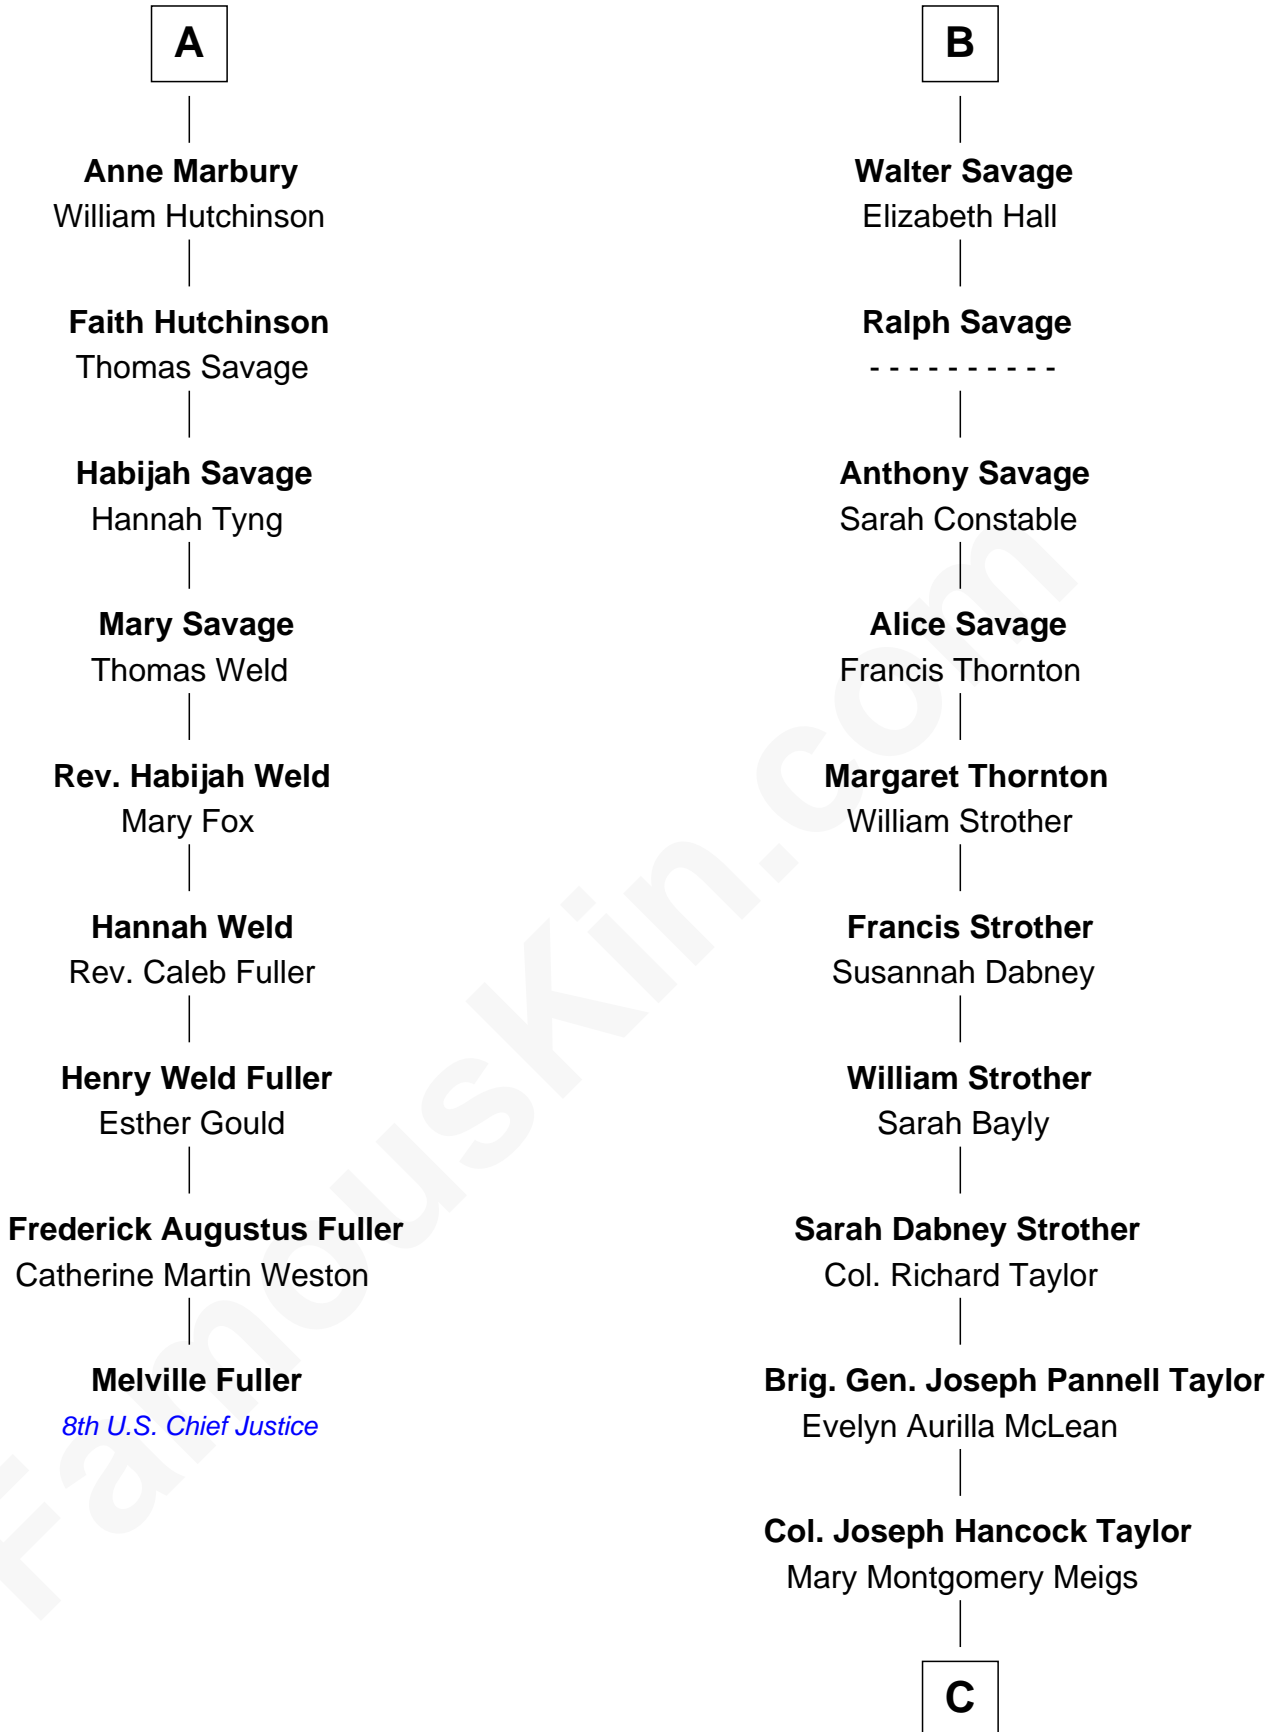 A
Anne Marbury
William Hutchinson
Faith Hutchinson
Thomas Savage
Habijah Savage
Hannah Tyng
Mary Savage
Thomas Weld
Rev. Habijah Weld
Mary Fox
Hannah Weld
Rev. Caleb Fuller
Henry Weld Fuller
Esther Gould
Frederick Augustus Fuller
Catherine Martin Weston
Melville Fuller
8th U.S. Chief Justice
B
Walter Savage
Elizabeth Hall
Ralph Savage
- - - - - - - - - -
Anthony Savage
Sarah Constable
Alice Savage
Francis Thornton
Margaret Thornton
William Strother
Francis Strother
Susannah Dabney
William Strother
Sarah Bayly
Sarah Dabney Strother
Col. Richard Taylor
Brig. Gen. Joseph Pannell Taylor
Evelyn Aurilla McLean
Col. Joseph Hancock Taylor
Mary Montgomery Meigs
C
FamousKin.com